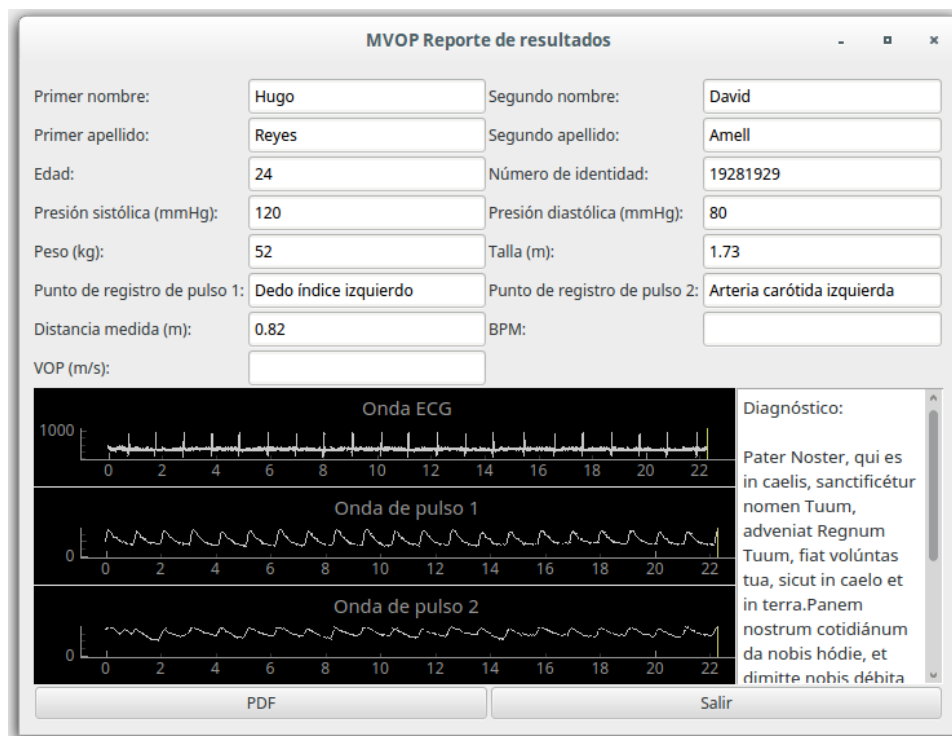 MVOP Reporte de resultados
Primer nombre: Hugo Segundo nombre: David
Primer apellido: Reyes Segundo apellido: Amell
Edad: 24 Número de identidad: 19281929
Presión sistólica (mmHg): 120 Presión diastólica (mmHg): 80
Peso (kg): 52 Talla (m): 1.73
Punto de registro de pulso 1: Dedo índice izquierdo Punto de registro de pulso 2: Arteria carótida izquierda
Distancia medida (m): 0.82 BPM:
VOP (m/s):
Onda ECG
1000
0 2 4 6 8 10 12 14 16 18 20 22
Onda de pulso 1
0
0 2 4 6 8 10 12 14 16 18 20 22
Onda de pulso 2
0
0 2 4 6 8 10 12 14 16 18 20 22
Diagnóstico:
Pater Noster, qui es
in caelis, sanctificétur
nomen Tuum,
adveniat Regnum
Tuum, fiat volúntas
tua, sicut in caelo et
in terra.Panem
nostrum cotidiánum
da nobis hódie, et
dimitte nobis débita
PDF Salir